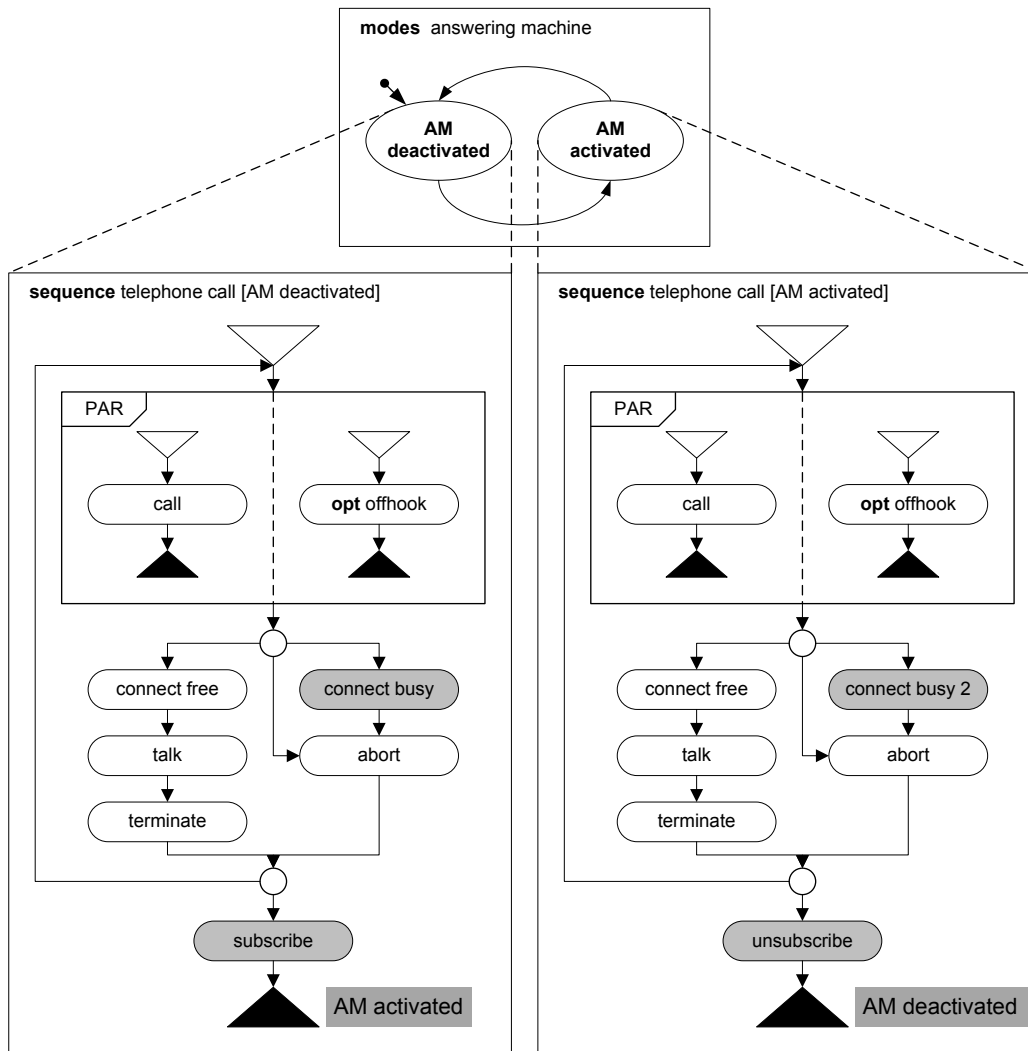 modes answering machine
AM
deactivated
AM
activated
sequence telephone call [AM deactivated]
PAR
call
opt offhook
connect free
connect busy
talk
abort
terminate
subscribe
AM activated
sequence telephone call [AM activated]
PAR
call
opt offhook
connect free
connect busy 2
talk
abort
terminate
unsubscribe
AM deactivated